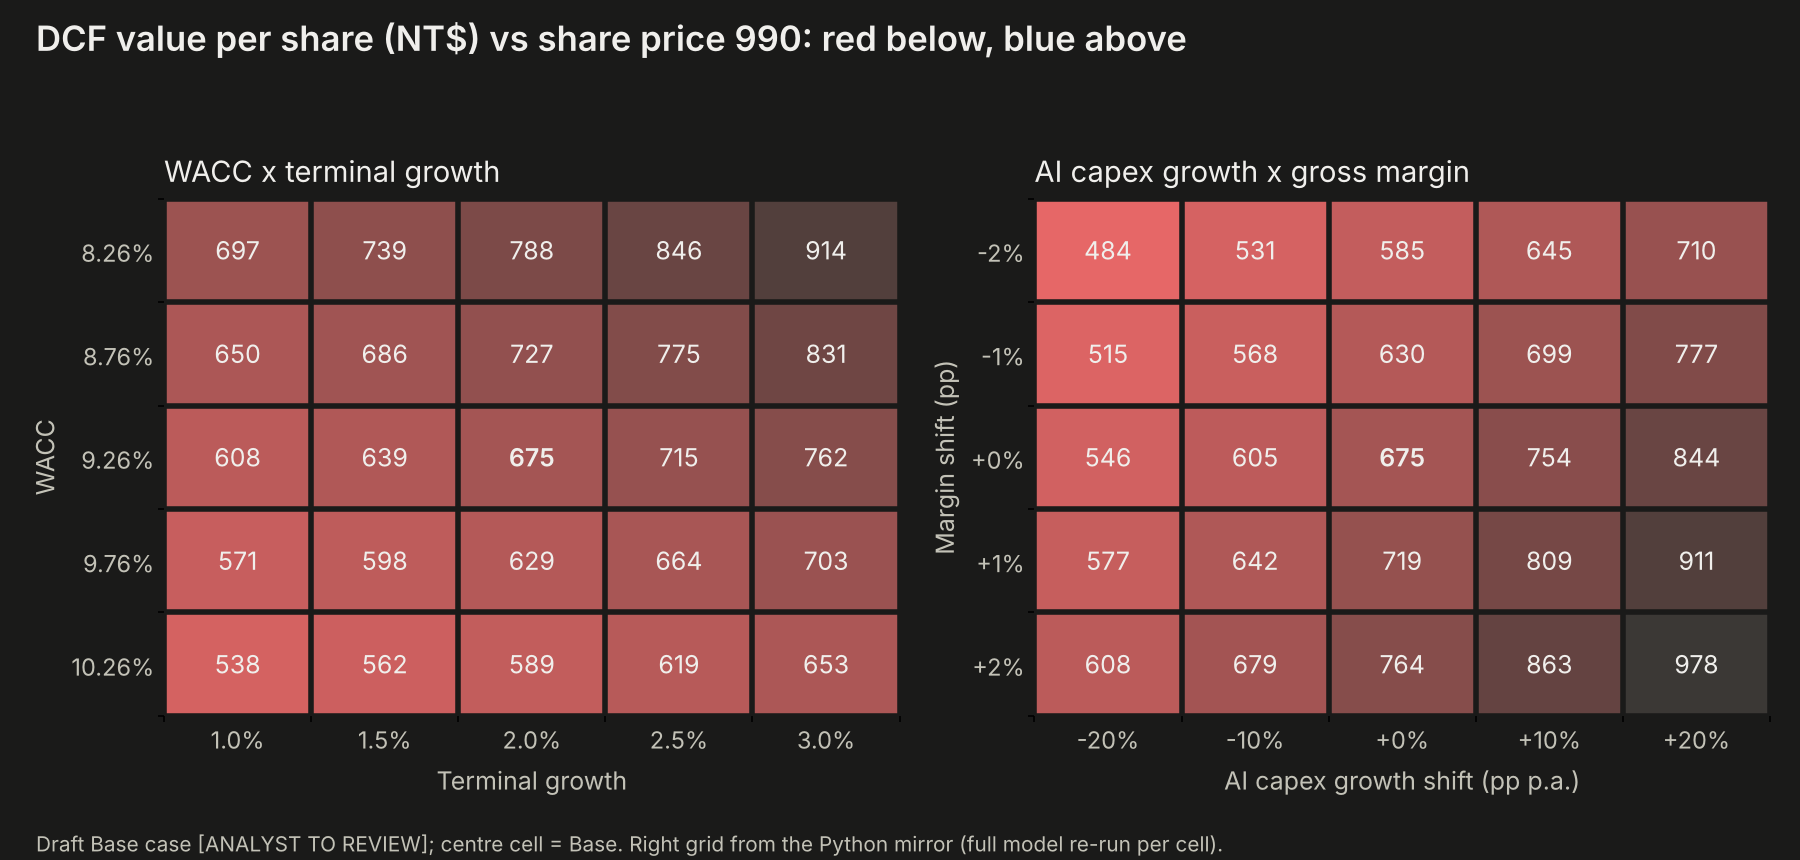 DCF value per share (NT$) vs share price 990: red below, blue above
WACC x terminal growth
WACC
8.26% 697 739 788 846 914
8.76% 650 686 727 775 831
9.26% 608 639 675 715 762
9.76% 571 598 629 664 703
10.26% 538 562 589 619 653
1.0% 1.5% 2.0% 2.5% 3.0%
Terminal growth
AI capex growth x gross margin
Margin shift (pp)
-2% 484 531 585 645 710
-1% 515 568 630 699 777
+0% 546 605 675 754 844
+1% 577 642 719 809 911
+2% 608 679 764 863 978
-20% -10% +0% +10% +20%
AI capex growth shift (pp p.a.)
Draft Base case [ANALYST TO REVIEW]; centre cell = Base. Right grid from the Python mirror (full model re-run per cell).